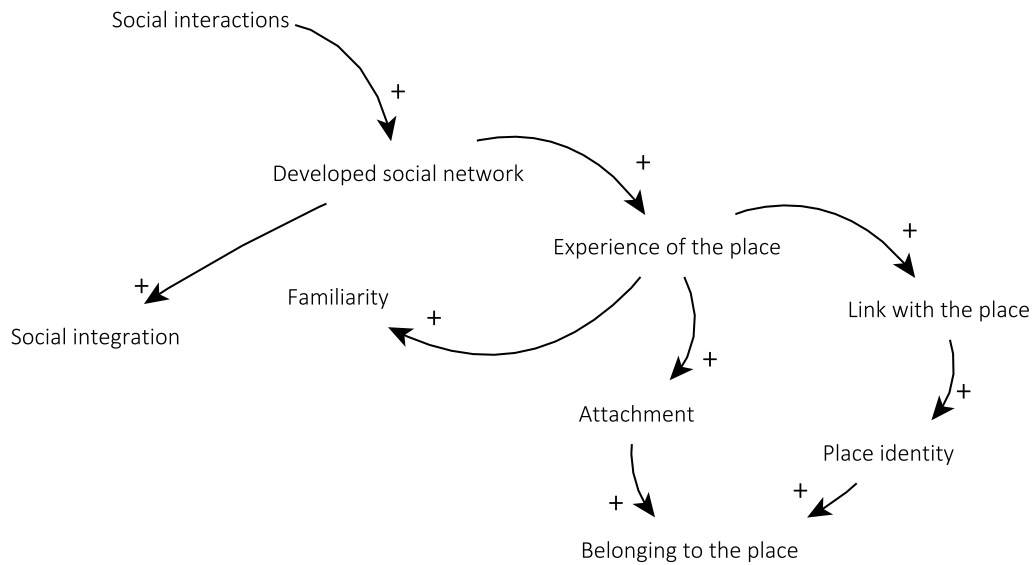 Social interactions
+
Developed social network
+
Experience of the place
+
Link with the place
+
Social integration
Familiarity
+
+
Attachment
+
Place identity
+
+
Belonging to the place